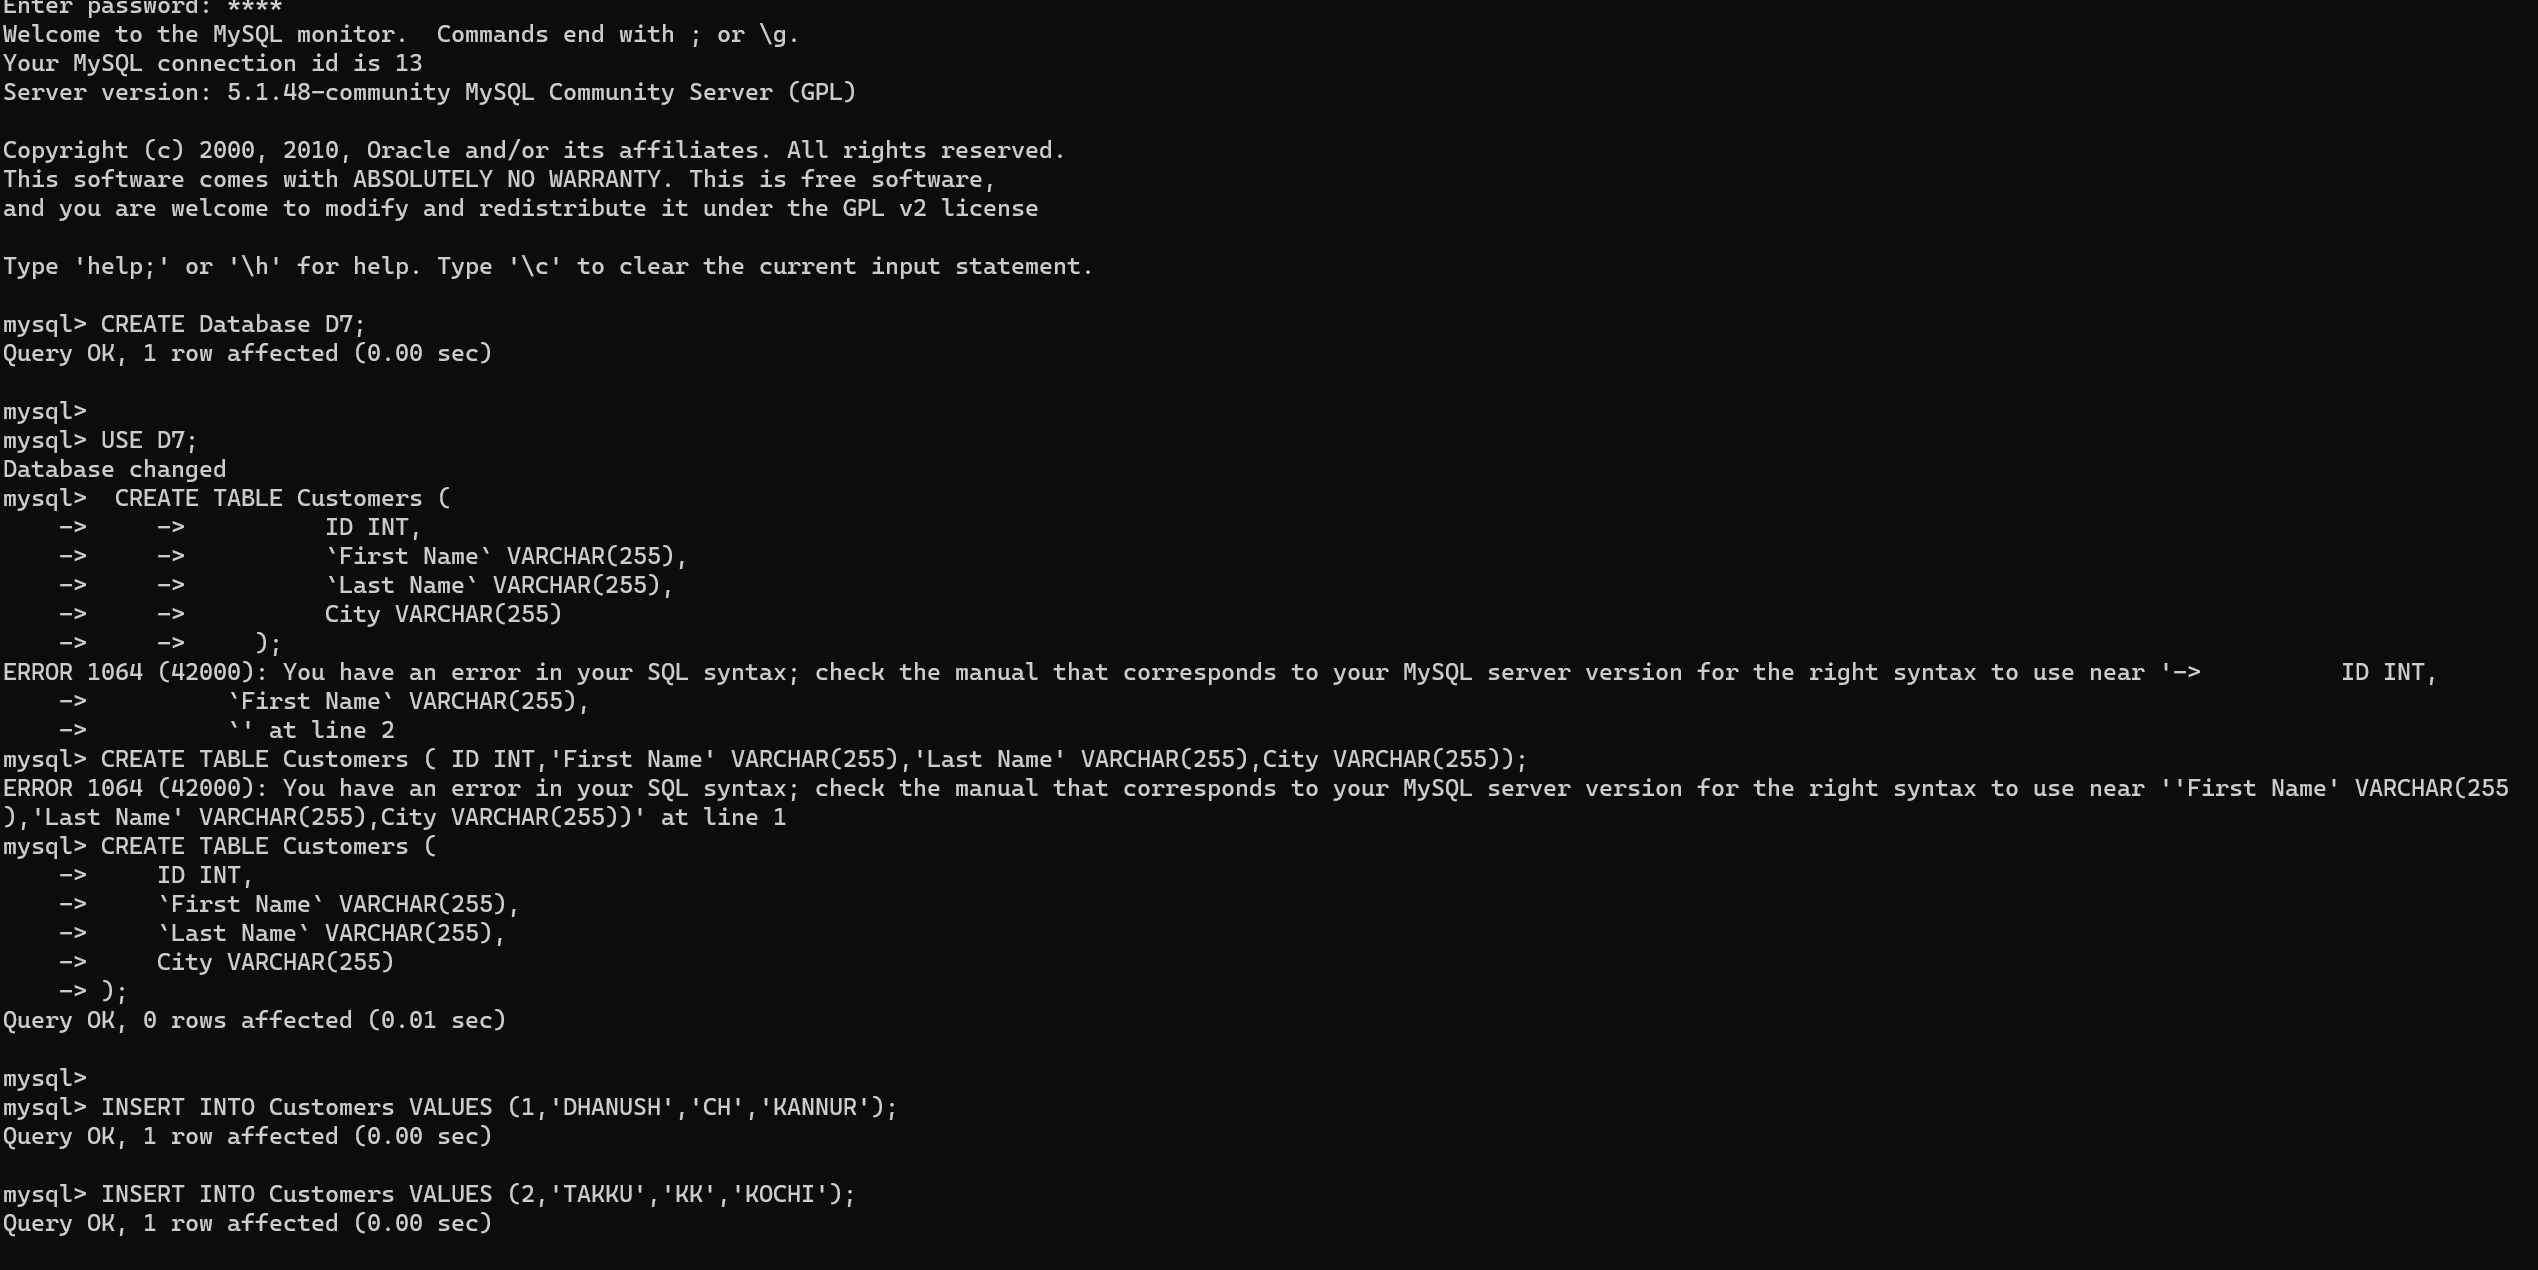 Enter password: ****
Welcome to the MySQL monitor.  Commands end with ; or \g.
Your MySQL connection id is 13
Server version: 5.1.48-community MySQL Community Server (GPL)

Copyright (c) 2000, 2010, Oracle and/or its affiliates. All rights reserved.
This software comes with ABSOLUTELY NO WARRANTY. This is free software,
and you are welcome to modify and redistribute it under the GPL v2 license

Type 'help;' or '\h' for help. Type '\c' to clear the current input statement.

mysql> CREATE Database D7;
Query OK, 1 row affected (0.00 sec)

mysql>
mysql> USE D7;
Database changed
mysql>  CREATE TABLE Customers (
    ->     ->          ID INT,
    ->     ->          `First Name` VARCHAR(255),
    ->     ->          `Last Name` VARCHAR(255),
    ->     ->          City VARCHAR(255)
    ->     ->     );
ERROR 1064 (42000): You have an error in your SQL syntax; check the manual that corresponds to your MySQL server version for the right syntax to use near '->          ID INT,
    ->          `First Name` VARCHAR(255),
    ->          `' at line 2
mysql> CREATE TABLE Customers ( ID INT,'First Name' VARCHAR(255),'Last Name' VARCHAR(255),City VARCHAR(255));
ERROR 1064 (42000): You have an error in your SQL syntax; check the manual that corresponds to your MySQL server version for the right syntax to use near ''First Name' VARCHAR(255
),'Last Name' VARCHAR(255),City VARCHAR(255))' at line 1
mysql> CREATE TABLE Customers (
    ->     ID INT,
    ->     `First Name` VARCHAR(255),
    ->     `Last Name` VARCHAR(255),
    ->     City VARCHAR(255)
    -> );
Query OK, 0 rows affected (0.01 sec)

mysql>
mysql> INSERT INTO Customers VALUES (1,'DHANUSH','CH','KANNUR');
Query OK, 1 row affected (0.00 sec)

mysql> INSERT INTO Customers VALUES (2,'TAKKU','KK','KOCHI');
Query OK, 1 row affected (0.00 sec)